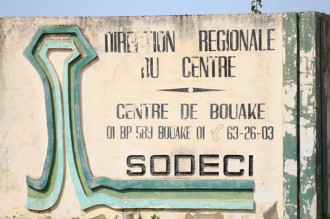 DIRECTION REGIONALE
DU CENTRE
CENTRE DE BOUAKE
01 BP 589 BOUAKE 01 63-26-03
SODECI